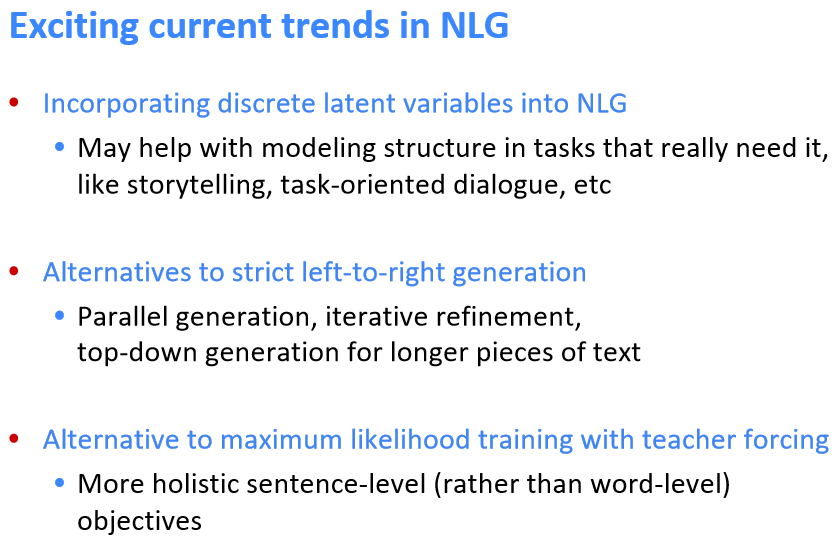 Exciting current trends in NLG
• Incorporating discrete latent variables into NLG
• May help with modeling structure in tasks that really need it,
like storytelling, task-oriented dialogue, etc
• Alternatives to strict left-to-right generation
• Parallel generation, iterative refinement,
top-down generation for longer pieces of text
• Alternative to maximum likelihood training with teacher forcing
• More holistic sentence-level (rather than word-level)
objectives